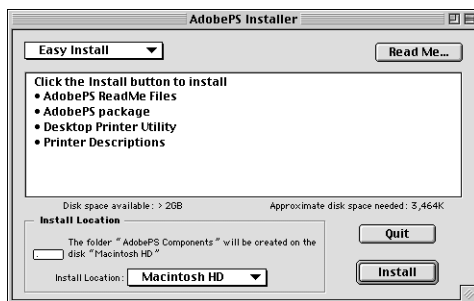 AdobePS Installer
Easy Install
Read Me...
Click the Install button to install
• AdobePS ReadMe Files
• AdobePS package
• Desktop Printer Utility
• Printer Descriptions
Disk space available: > 2GB
Approximate disk space needed: 3,464K
Install Location
The folder "AdobePS Components" will be created on the
disk "Macintosh HD"
Install Location: Macintosh HD
Quit
Install